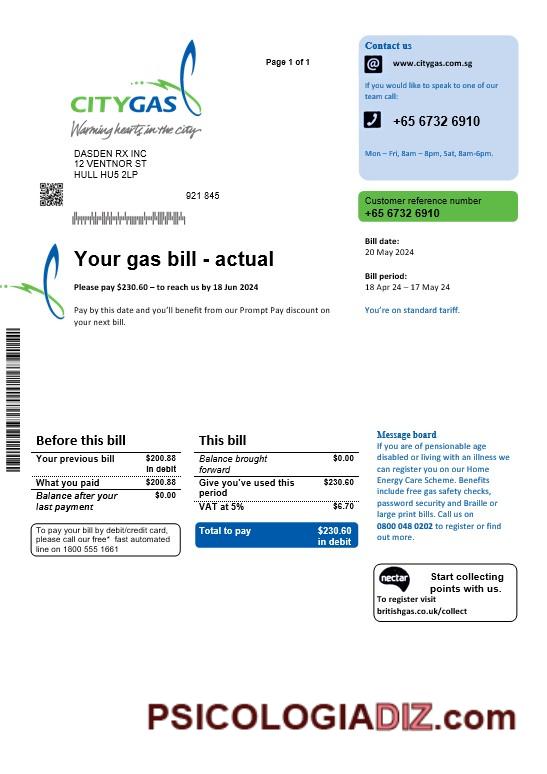 Page 1 of 1
CITYGAS
Warming hearts in the city
DASDEN RX INC
12 VENTNOR ST
HULL HU5 2LP
921 845
Contact us
@ www.citygas.com.sg
If you would like to speak to one of our
team call:
+65 6732 6910
Mon – Fri, 8am – 8pm, Sat, 8am-6pm.
Customer reference number
+65 6732 6910
Bill date:
20 May 2024
Bill period:
18 Apr 24 – 17 May 24
You're on standard tariff.
Your gas bill - actual
Please pay $230.60 – to reach us by 18 Jun 2024
Pay by this date and you'll benefit from our Prompt Pay discount on
your next bill.
Before this bill
Your previous bill $200.88
in debit
What you paid $200.88
Balance after your $0.00
last payment
To pay your bill by debit/credit card,
please call our free* fast automated
line on 1800 555 1661
This bill
Balance brought $0.00
forward
Give you've used this $230.60
period
VAT at 5% $6.70
Total to pay $230.60
in debit
Message board
If you are of pensionable age
disabled or living with an illness we
can register you on our Home
Energy Care Scheme. Benefits
include free gas safety checks,
password security and Braille or
large print bills. Call us on
0800 048 0202 to register or find
out more.
nectar
Start collecting
points with us.
To register visit
britishgas.co.uk/collect
PSICOLOGIADIZ.com